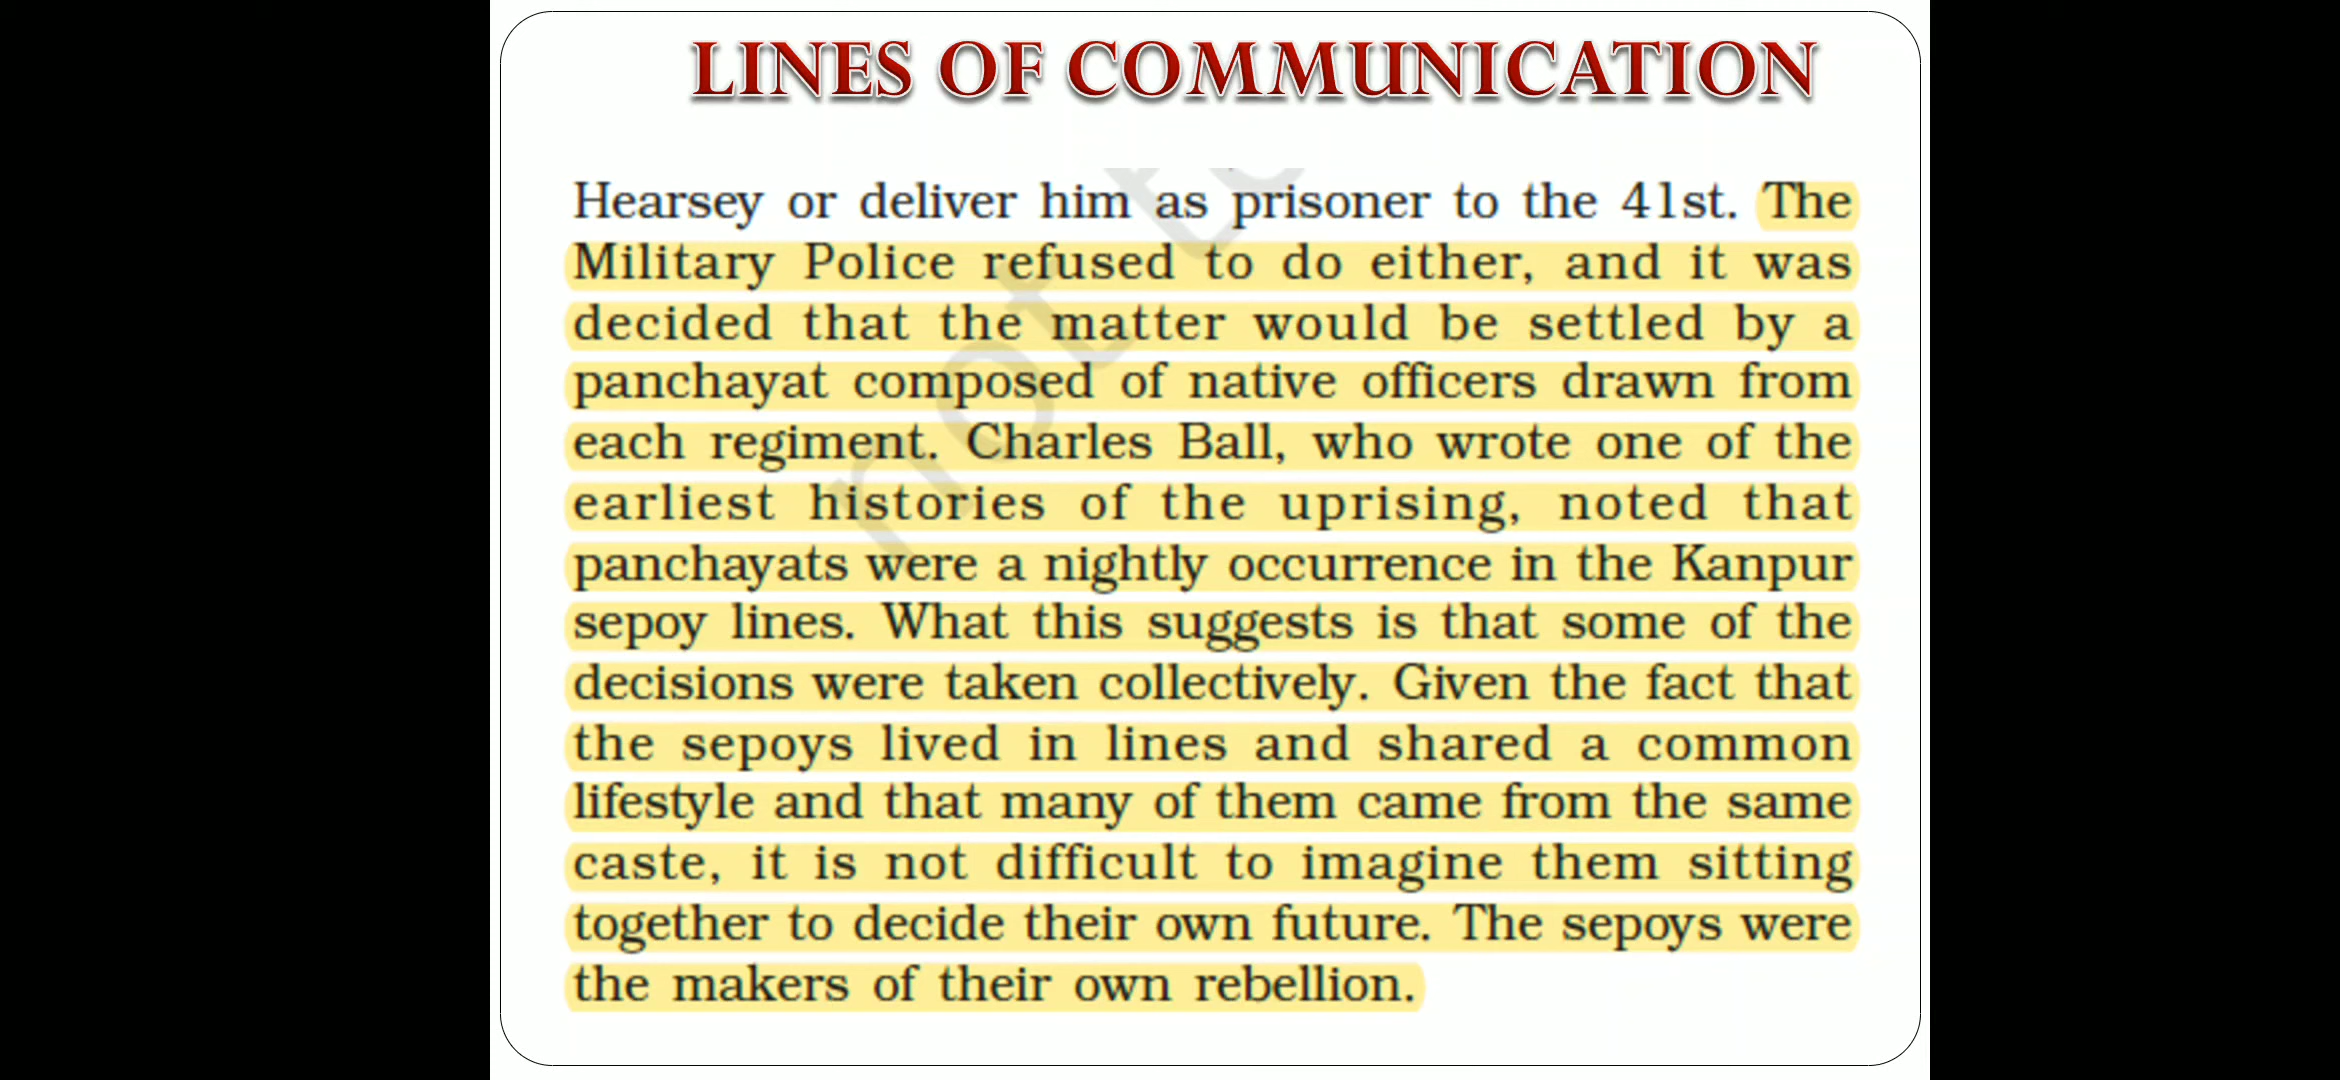 LINES OF COMMUNICATION
Hearsey or deliver him as prisoner to the 41st. The
Military Police refused to do either, and it was
decided that the matter would be settled by a
panchayat composed of native officers drawn from
each regiment. Charles Ball, who wrote one of the
earliest histories of the uprising, noted that
panchayats were a nightly occurrence in the Kanpur
sepoy lines. What this suggests is that some of the
decisions were taken collectively. Given the fact that
the sepoys lived in lines and shared a common
lifestyle and that many of them came from the same
caste, it is not difficult to imagine them sitting
together to decide their own future. The sepoys were
the makers of their own rebellion.
not